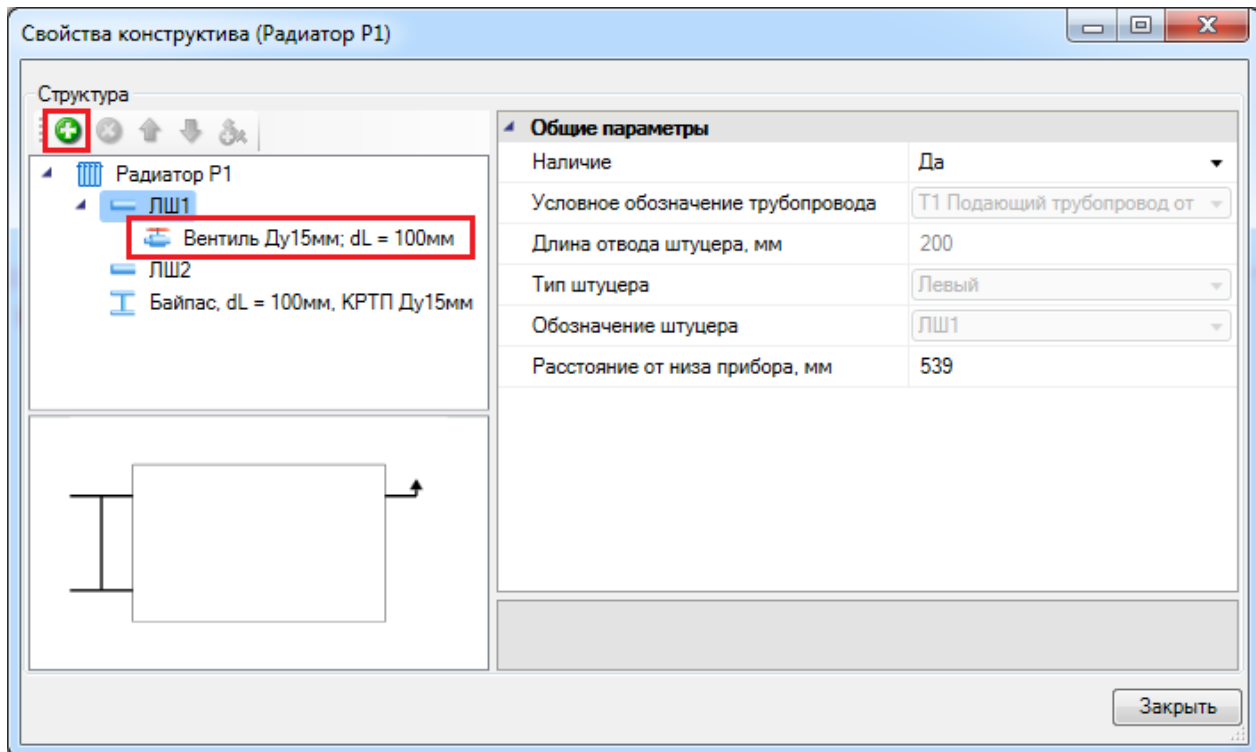 Свойства конструктива (Радиатор P1)
Структура
Радиатор P1
ЛШ1
Вентиль Ду15мм; dL = 100мм
ЛШ2
Байпас, dL = 100мм, КРТП Ду15мм
Общие параметры
Наличие Да
Условное обозначение трубопровода Т1 Подающий трубопровод от
Длина отвода штуцера, мм 200
Тип штуцера Левый
Обозначение штуцера ЛШ1
Расстояние от низа прибора, мм 539
Закрыть